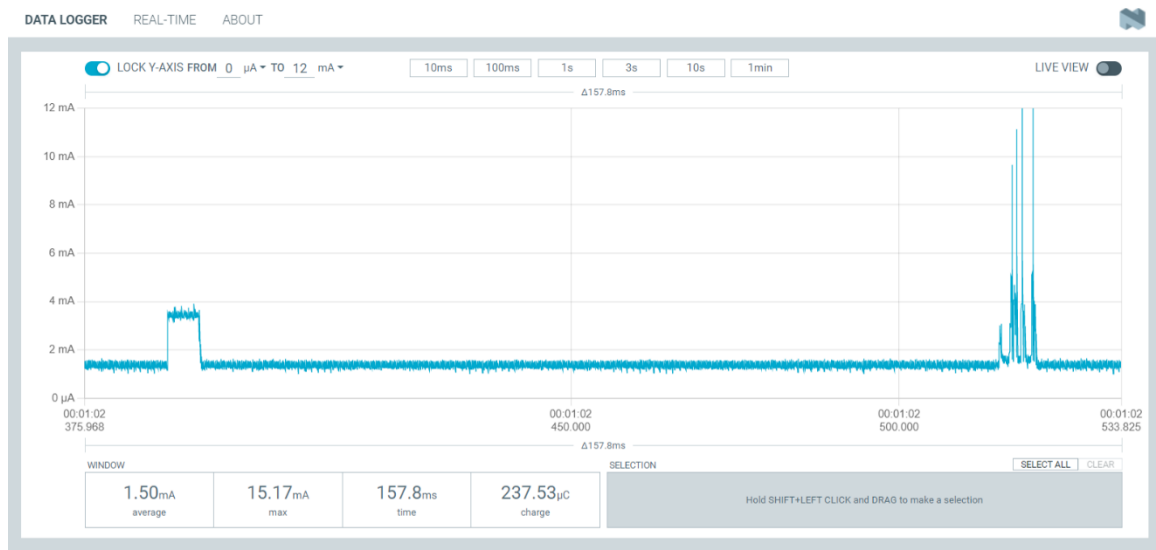 DATA LOGGER REAL-TIME ABOUT
LOCK Y-AXIS FROM 0 µA TO 12 mA 10ms 100ms 1s 3s 10s 1min LIVE VIEW
Δ157.8ms
12 mA
10 mA
8 mA
6 mA
4 mA
2 mA
0 µA
00:01:02 00:01:02 00:01:02 00:01:02
375.968 450.000 500.000 533.825
Δ157.8ms
WINDOW SELECTION SELECT ALL CLEAR
1.50mA 15.17mA 157.8ms 237.53µC
average max time charge
Hold SHIFT+LEFT CLICK and DRAG to make a selection